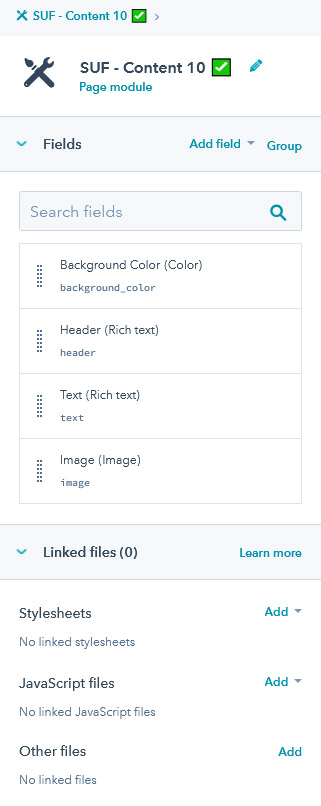 SUF - Content 10 ✅ >
SUF - Content 10 ✅
Page module
Fields Add field Group
Search fields
Background Color (Color)
background_color
Header (Rich text)
header
Text (Rich text)
text
Image (Image)
image
Linked files (0) Learn more
Stylesheets Add
No linked stylesheets
JavaScript files Add
No linked JavaScript files
Other files Add
No linked files